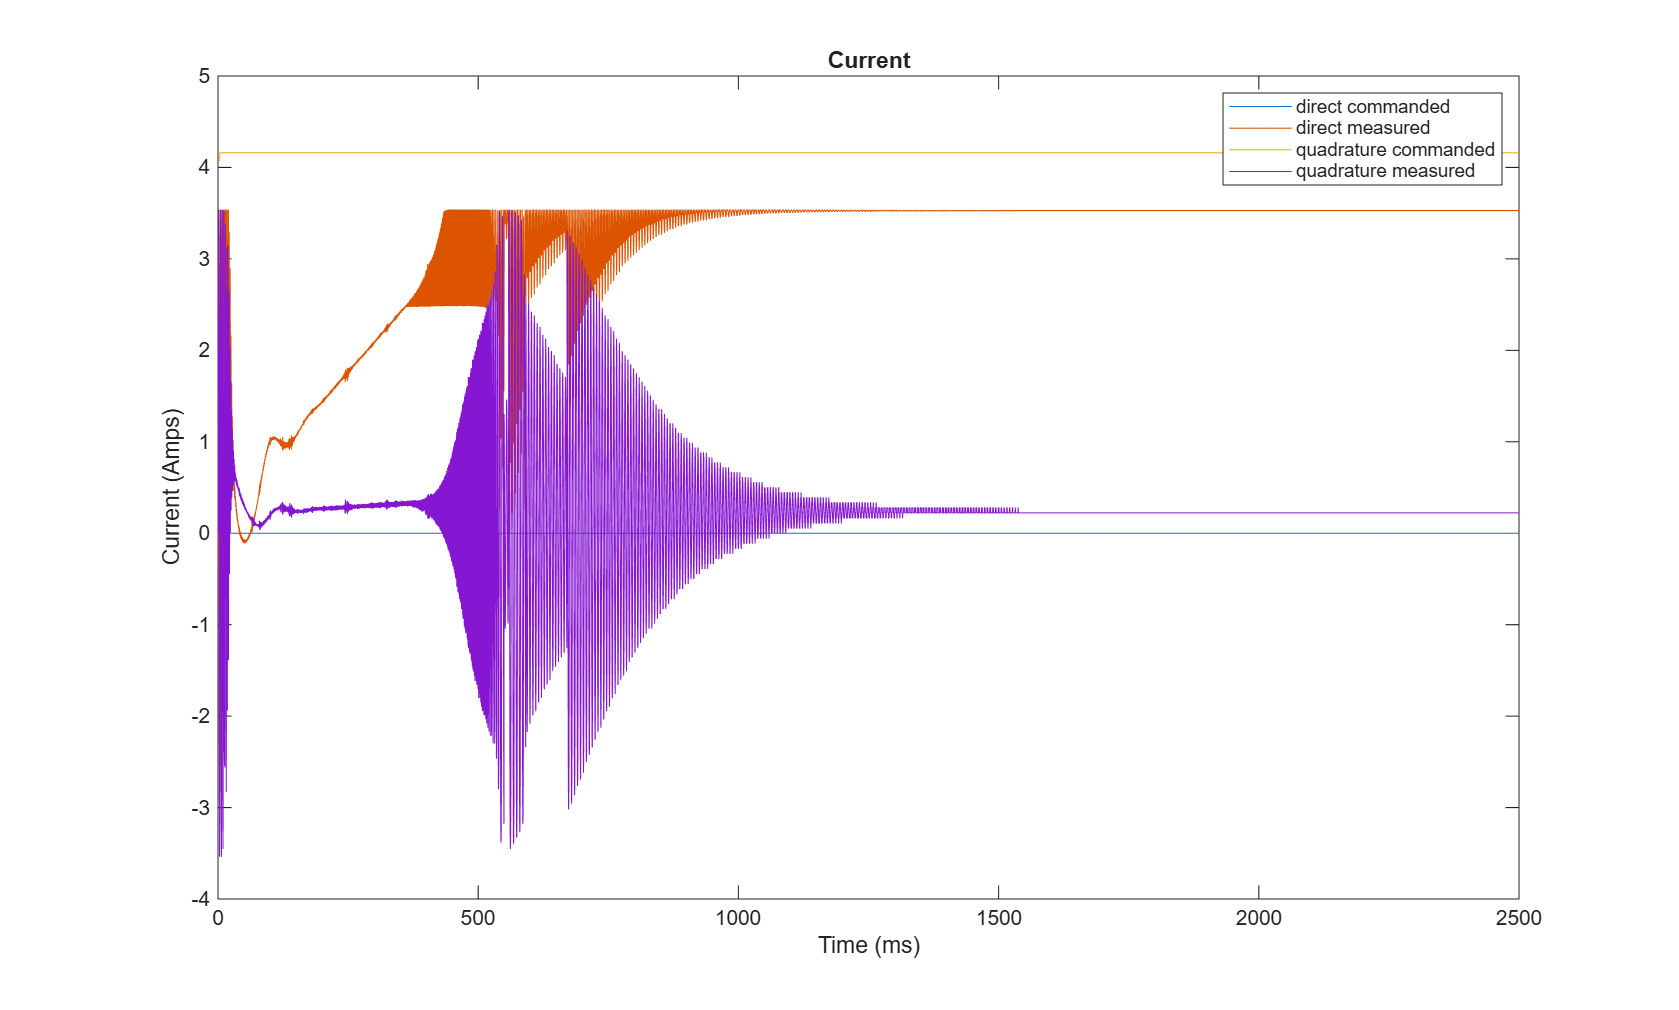 Current
direct commanded
direct measured
quadrature commanded
quadrature measured
5
4
3
2
1
0
-1
-2
-3
-4
Current (Amps)
0 500 1000 1500 2000 2500
Time (ms)